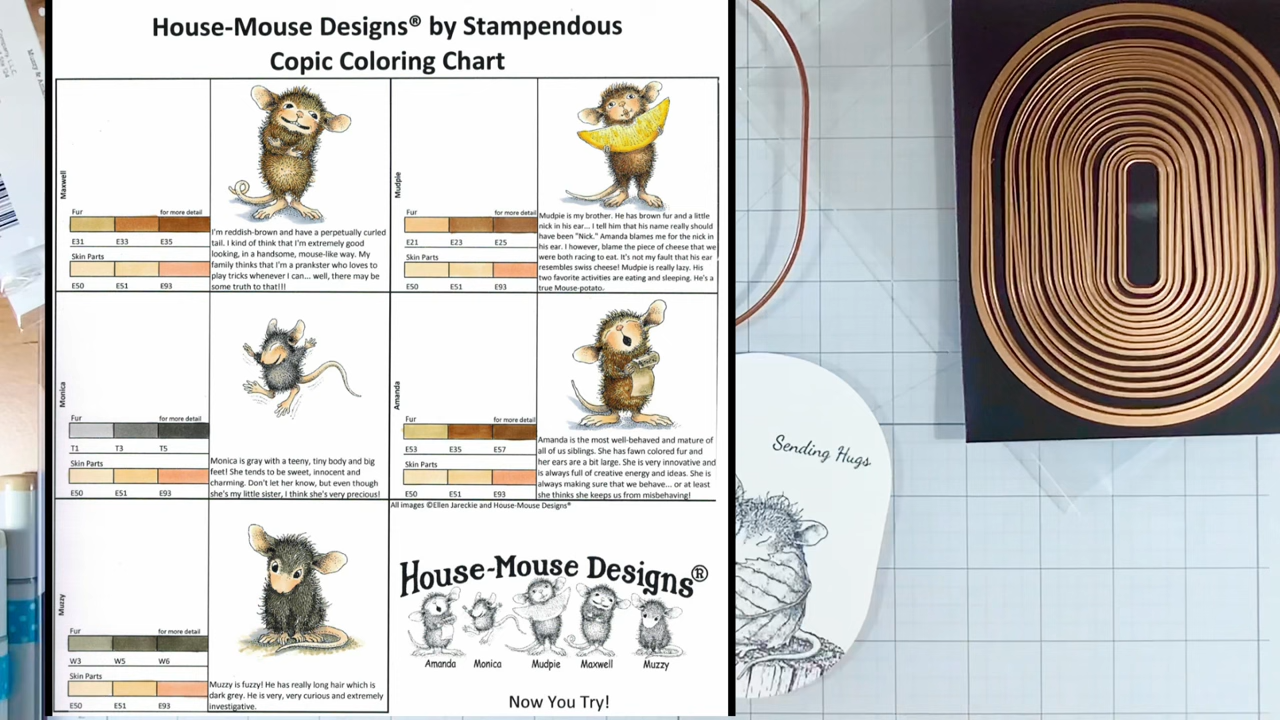 House-Mouse Designs® by Stampendous
Copic Coloring Chart
Maxwell
Fur
for more detail
E31 E33 E35
Skin Parts
E50 E51 E93
I'm reddish-brown and have a perpetually curled
tail. I kind of think that I'm extremely good
looking, in a handsome, mouse-like way. My
family thinks that I'm a prankster who loves to
play tricks whenever I can... well, there may be
some truth to that!!!
Mudpie
Fur
for more detail
E21 E23 E25
Skin Parts
E50 E51 E93
Mudpie is my brother. He has brown fur and a little
nick in his ear... I tell him that his name really should
have been "Nick." Amanda blames me for the nick in
his ear. I however, blame the piece of cheese that we
were both racing to eat. It's not my fault that his ear
resembles swiss cheese! Mudpie is really lazy. His
two favorite activities are eating and sleeping. He's a
true Mouse-potato.
Monica
Fur
for more detail
T1 T3 T5
Skin Parts
E50 E51 E93
Monica is gray with a teeny, tiny body and big
feet! She tends to be sweet, innocent and
charming. Don't let her know, but even though
she's my little sister, I think she's very precious!
Amanda
Fur
for more detail
E53 E35 E57
Skin Parts
E50 E51 E93
Amanda is the most well-behaved and mature of
all of us siblings. She has fawn colored fur and
her ears are a bit large. She is very innovative and
is always full of creative energy and ideas. She is
always making sure that we behave... or at least
she thinks she keeps us from misbehaving!
Muzzy
Fur
for more detail
W3 W5 W6
Skin Parts
E50 E51 E93
Muzzy is fuzzy! He has really long hair which is
dark grey. He is very, very curious and extremely
investigative.
All images ©Ellen Jareckie and House-Mouse Designs®
House-Mouse Designs®
Amanda Monica Mudpie Maxwell Muzzy
Now You Try!
Sending Hugs